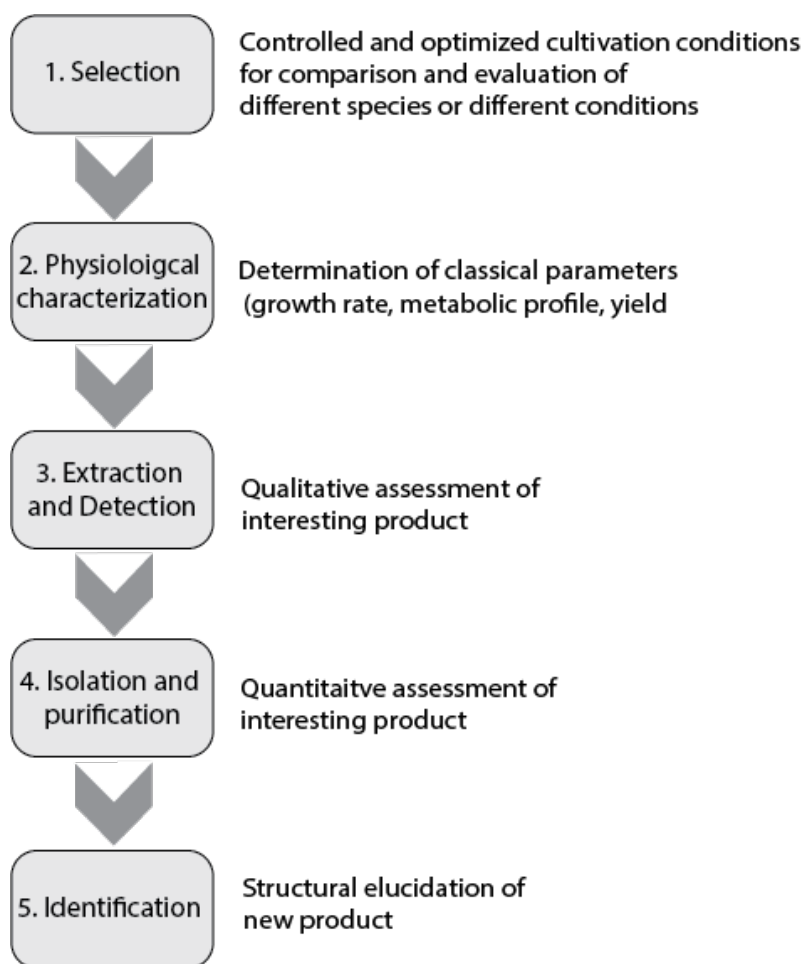 1. Selection
Controlled and optimized cultivation conditions
for comparison and evaluation of
different species or different conditions
2. Physioloigcal
characterization
Determination of classical parameters
(growth rate, metabolic profile, yield
3. Extraction
and Detection
Qualitative assessment of
interesting product
4. Isolation and
purification
Quantitaitve assessment of
interesting product
5. Identification
Structural elucidation of
new product